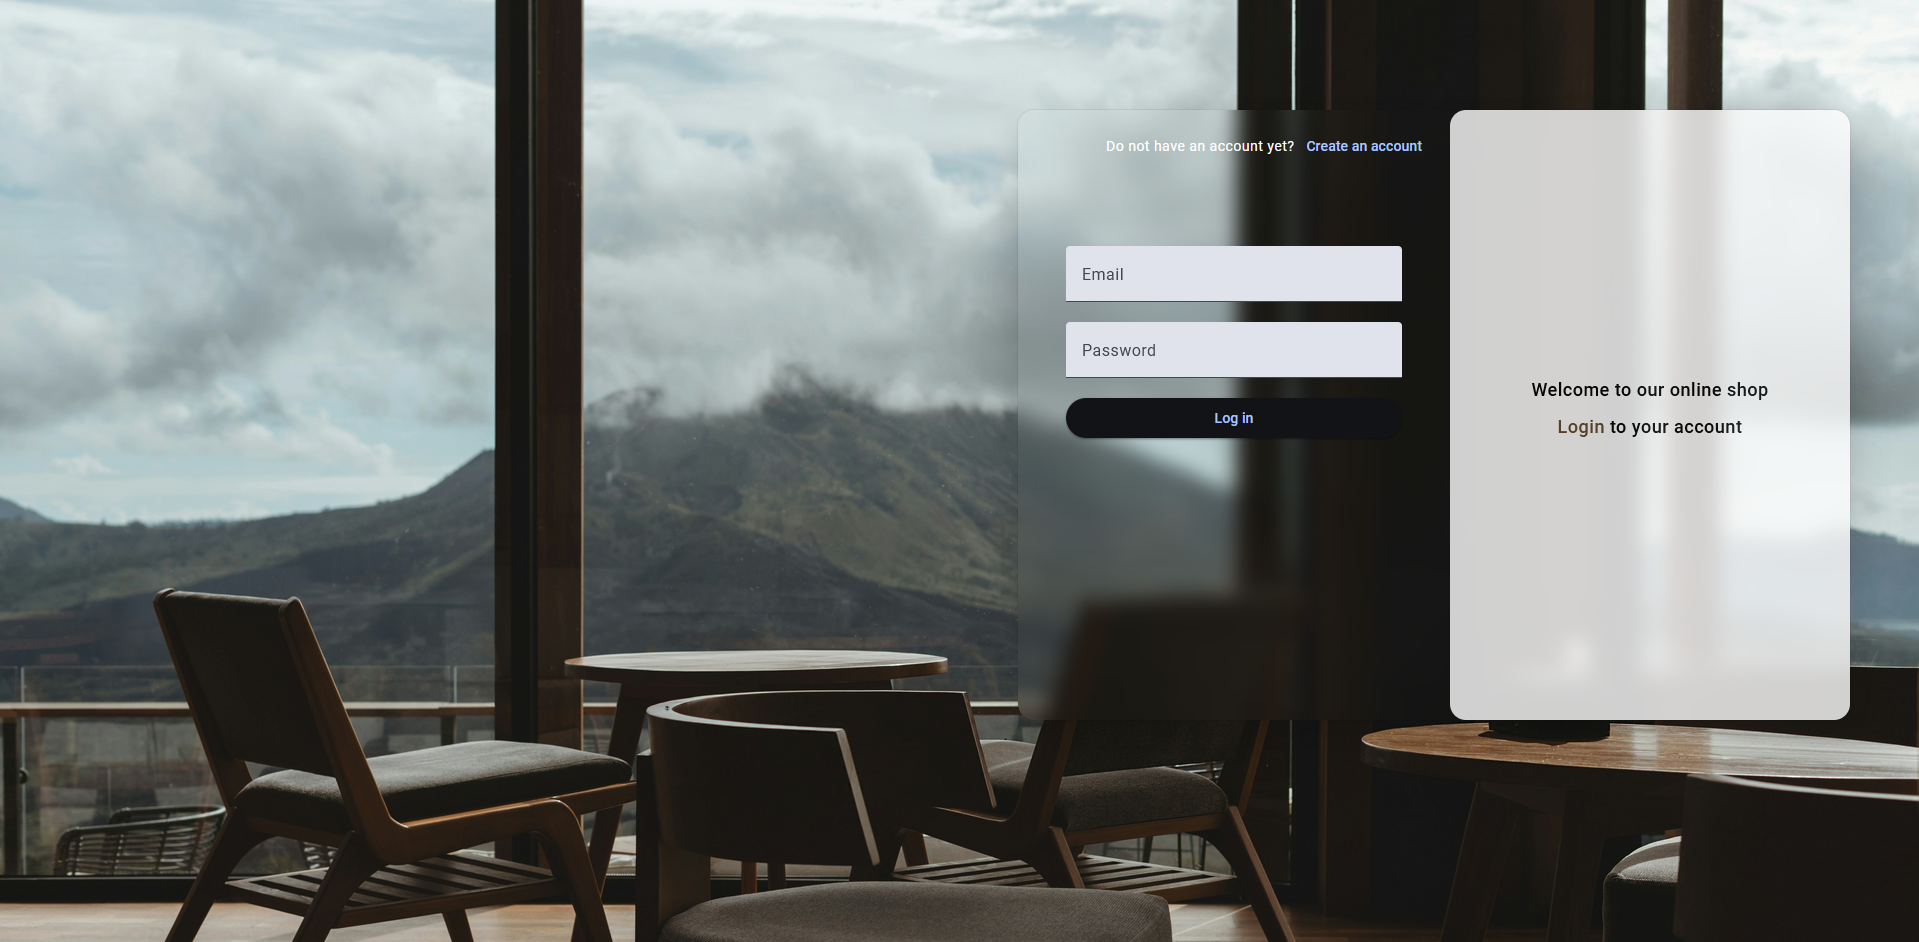 Do not have an account yet? Create an account
Email
Password
Log in
Welcome to our online shop
Login to your account